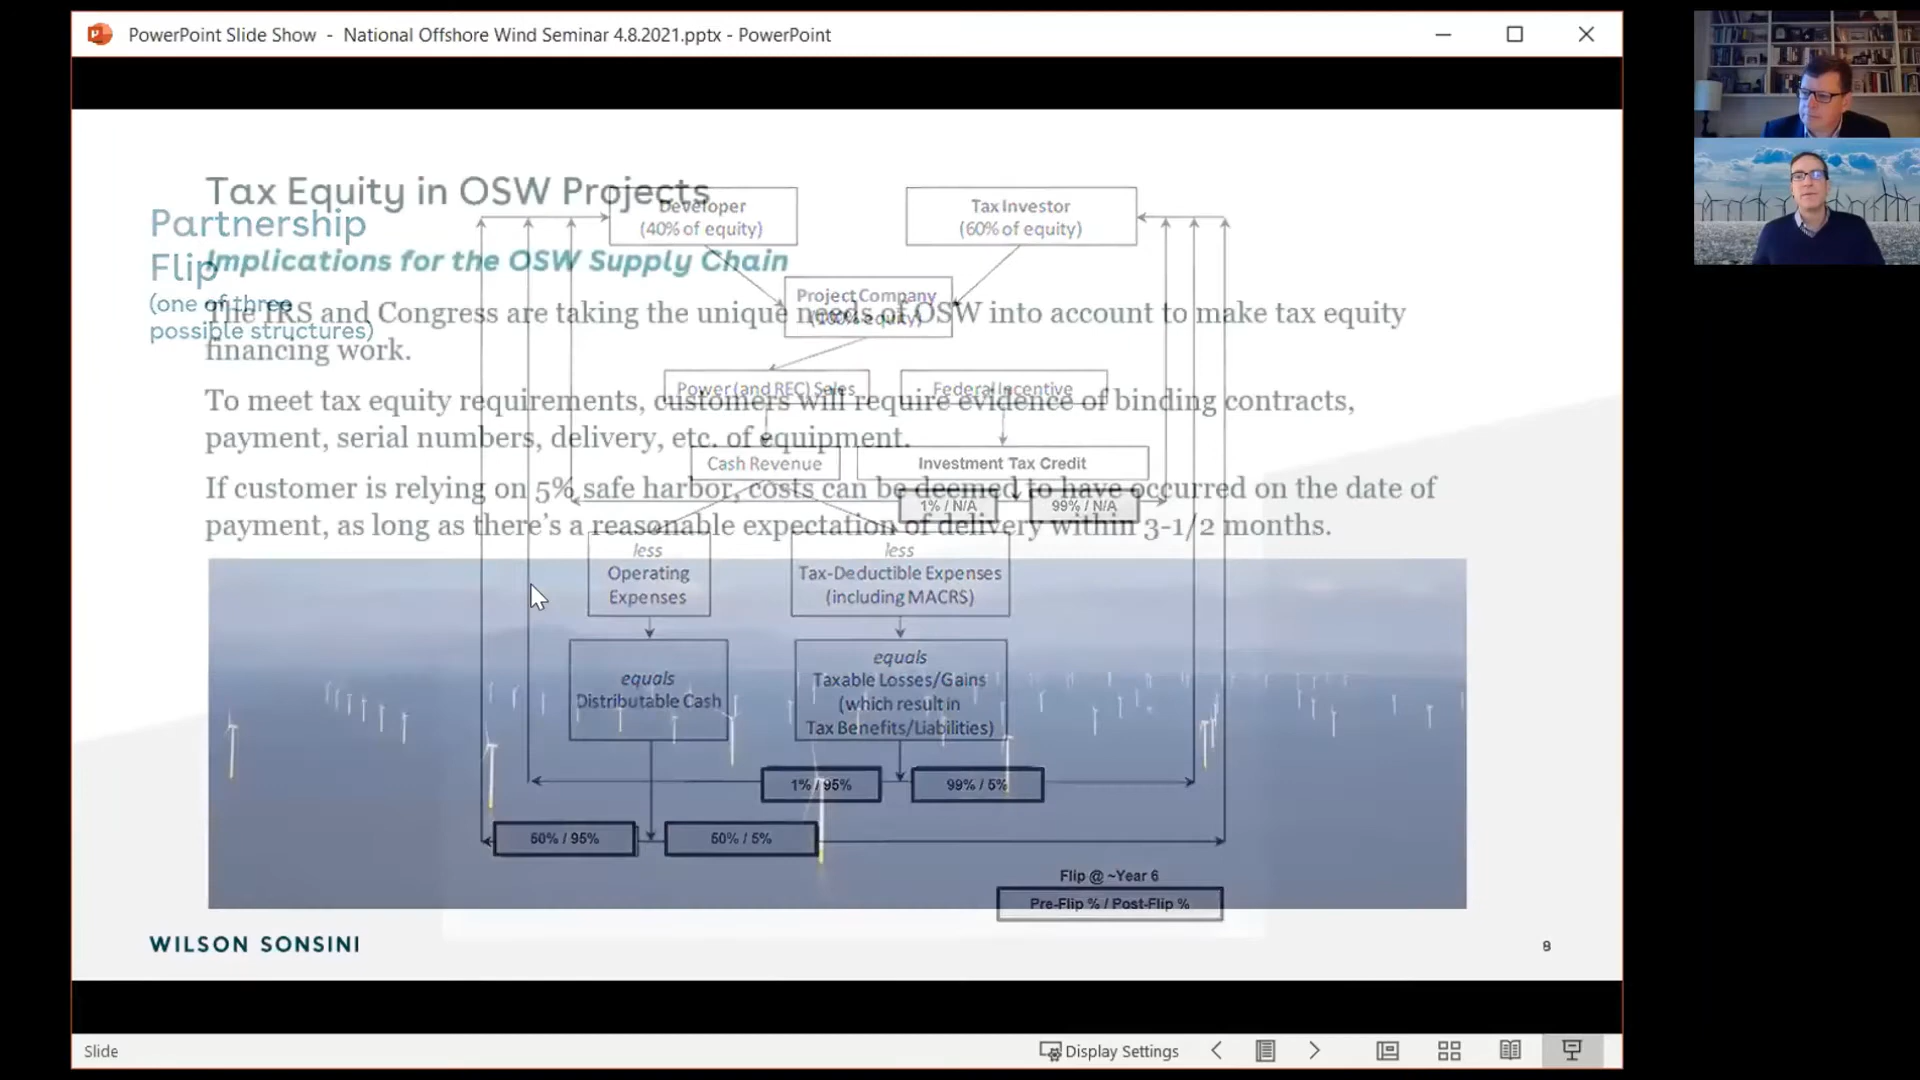 PowerPoint Slide Show - National Offshore Wind Seminar 4.8.2021.pptx - PowerPoint
Tax Equity in OSW Projects
Implications for the OSW Supply Chain
The IRS and Congress are taking the unique needs of OSW into account to make tax equity
financing work.
To meet tax equity requirements, customers will require evidence of binding contracts,
payment, serial numbers, delivery, etc. of equipment.
If customer is relying on 5% safe harbor, costs can be deemed to have occurred on the date of
payment, as long as there's a reasonable expectation of delivery within 3-1/2 months.
Partnership
Flip
(one of three
possible structures)
Developer
(40% of equity)
Tax Investor
(60% of equity)
Project Company
(100% equity)
Power (and REC) Sales
Federal Incentive
Cash Revenue
Investment Tax Credit
1% / N/A
99% / N/A
less
Operating
Expenses
less
Tax-Deductible Expenses
(including MACRS)
equals
Distributable Cash
equals
Taxable Losses/Gains
(which result in
Tax Benefits/Liabilities)
1% / 95%
99% / 5%
50% / 95%
50% / 5%
Flip @ ~Year 6
Pre-Flip % / Post-Flip %
WILSON SONSINI
Slide
Display Settings